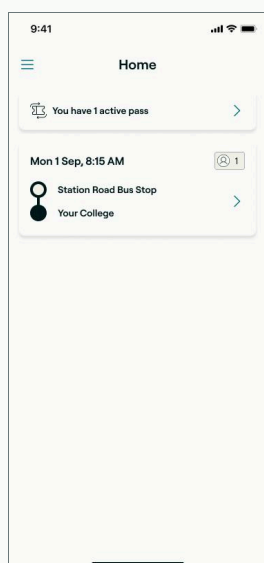 9:41
Home
You have 1 active pass
Mon 1 Sep, 8:15 AM
1
Station Road Bus Stop
Your College